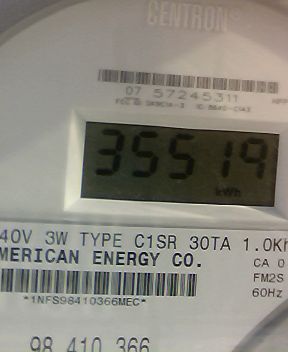 CENTRON®
07 57245311
35519
kWh
40V 3W TYPE C1SR 30TA 1.0Kh
MERICAN ENERGY CO.
CA 0
FM2S
60Hz
*1NFS98410366MEC*
98 410 366